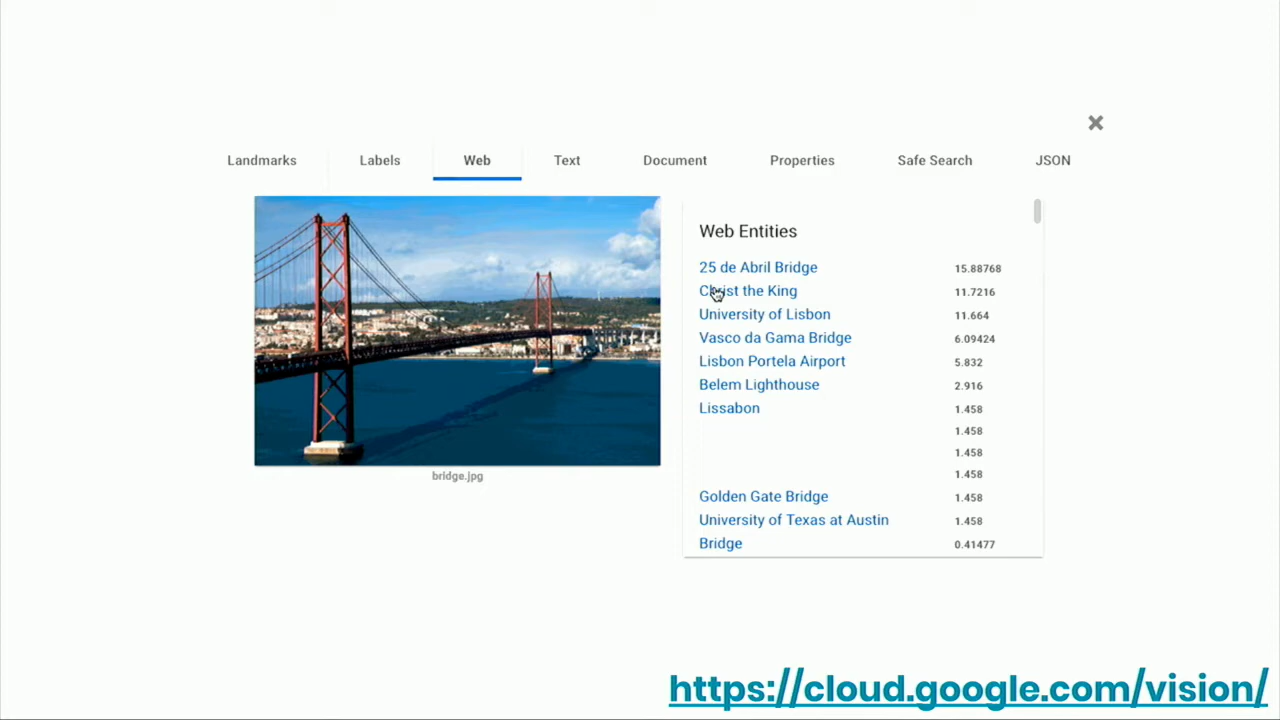 Landmarks Labels Web Text Document Properties Safe Search JSON
bridge.jpg
Web Entities
25 de Abril Bridge 15.88768
Christ the King 11.7216
University of Lisbon 11.664
Vasco da Gama Bridge 6.09424
Lisbon Portela Airport 5.832
Belem Lighthouse 2.916
Lissabon 1.458
1.458
1.458
1.458
Golden Gate Bridge 1.458
University of Texas at Austin 1.458
Bridge 0.41477
https://cloud.google.com/vision/